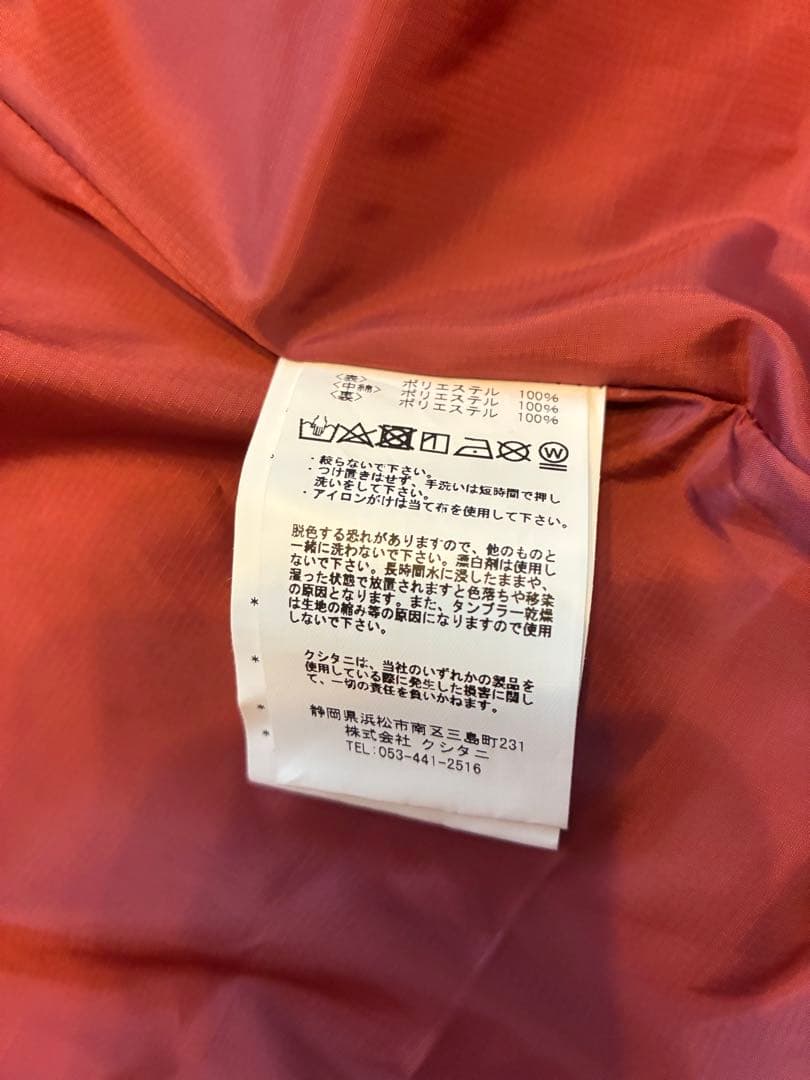 〈表〉 ポリエステル 100%
〈中綿〉 ポリエステル 100%
〈裏〉 ポリエステル 100%
W
・絞らないで下さい。
・つけ置きはせず、手洗いは短時間で押し
洗いをして下さい。
・アイロンがけは当て布を使用して下さい。
脱色する恐れがありますので、他のものと
一緒に洗わないで下さい。漂白剤は使用し
ないで下さい。長時間水に浸したままや、
湿った状態で放置されますと色落ちや移染
の原因となります。また、タンブラー乾燥
は生地の縮み等の原因になりますので使用
しないで下さい。
クシタニは、当社のいずれかの製品を
使用している際に発生した損害に関し
て、一切の責任を負いかねます。
静岡県浜松市南区三島町231
株式会社 クシタニ
TEL:053-441-2516